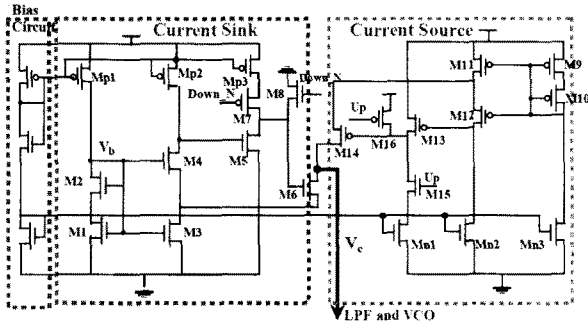 Bias
Circuit
Current Sink
Current Source
Mp1
Mp2
Mp3
Down_N
M8
Down_N
M7
M11
M9
M10
Up
M12
M14
M16
M13
Vb
M4
M5
M2
M6
Up
M15
M1
M3
Vc
Mn1
Mn2
Mn3
LPF and VCO